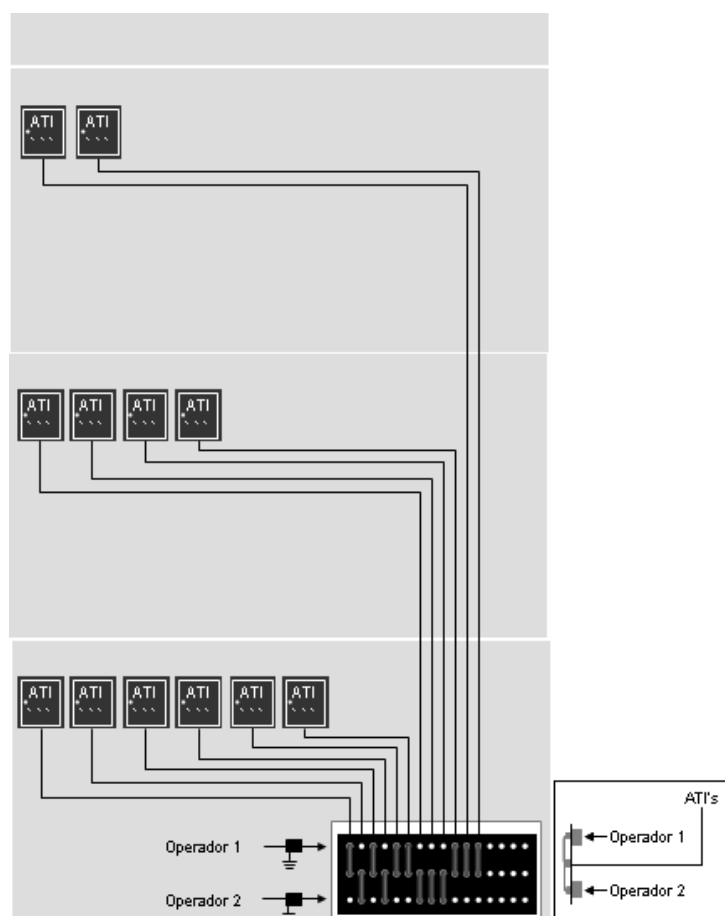 ATI ATI
ATI ATI ATI ATI
ATI ATI ATI ATI ATI ATI
ATI's
Operador 1
Operador 1
Operador 2
Operador 2